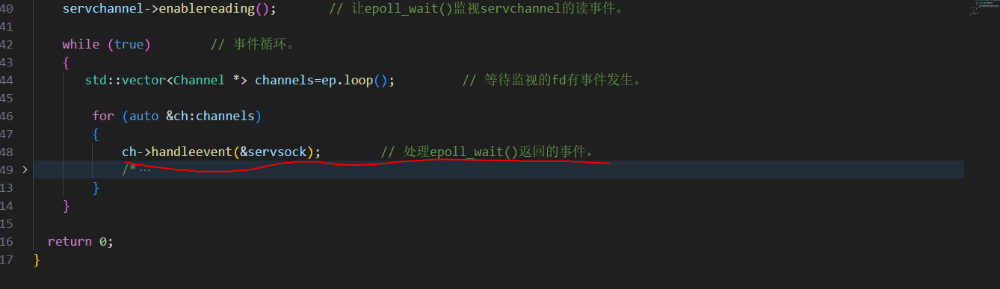 40 servchannel->enablereading(); // 让epoll_wait()监视servchannel的读事件。
41
42 while (true) // 事件循环。
43 {
44 std::vector<Channel *> channels=ep.loop(); // 等待监视的fd有事件发生。
45
46 for (auto &ch:channels)
47 {
48 ch->handleevent(&servsock); // 处理epoll_wait()返回的事件。
49 /*…
13 }
14 }
15
16 return 0;
17 }